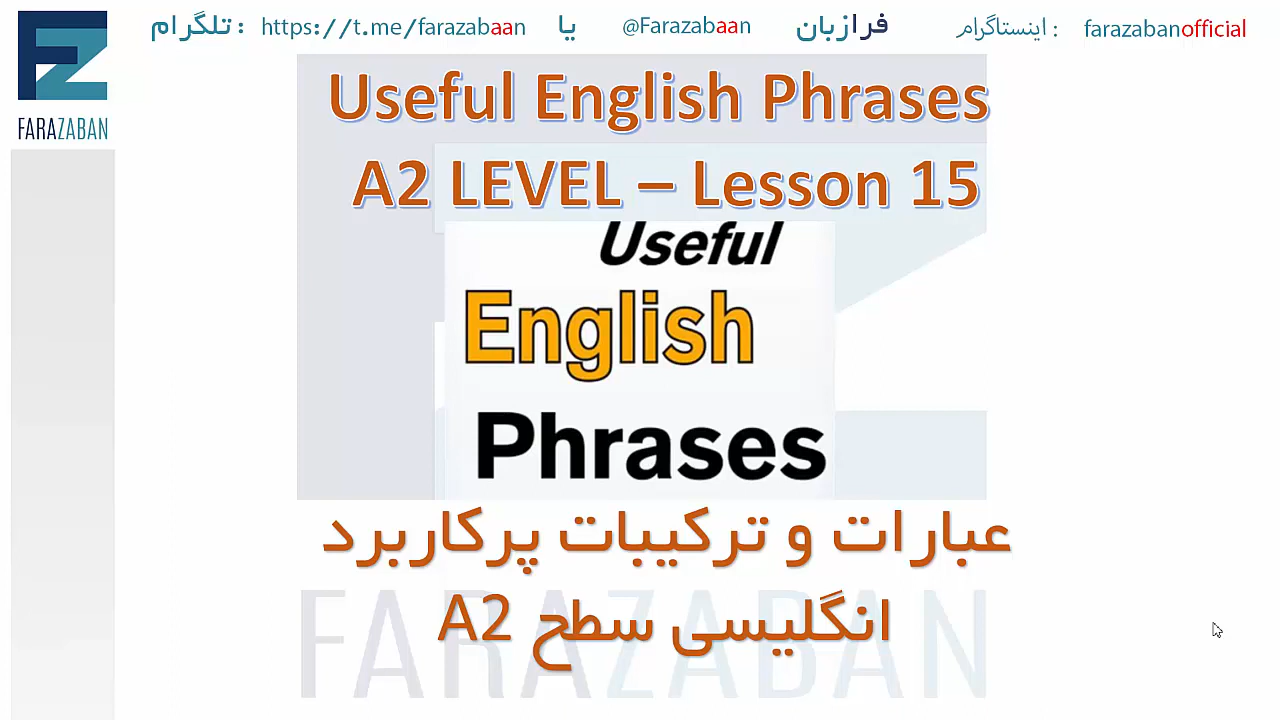 تلگرام : https://t.me/farazabaan یا @Farazabaan فرازبان اینستاگرام : farazabanofficial
FARAZABAN
Useful English Phrases
A2 LEVEL – Lesson 15
Useful
English
Phrases
عبارات و ترکیبات پرکاربرد
انگلیسی سطح A2
FARAZABAN